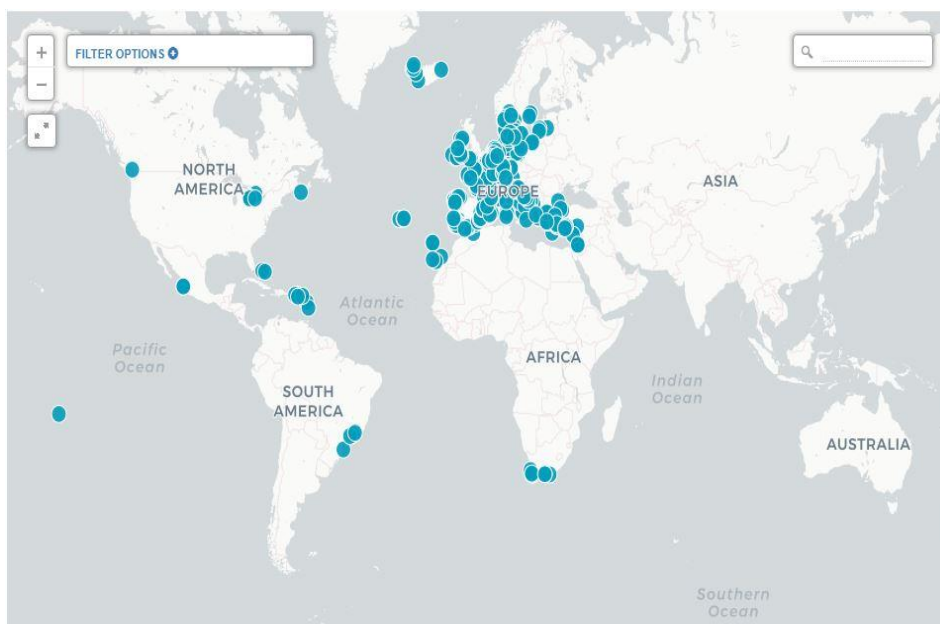 +
FILTER OPTIONS
−
NORTH
AMERICA
EUROPE
ASIA
Atlantic
Ocean
Pacific
Ocean
AFRICA
SOUTH
AMERICA
Indian
Ocean
AUSTRALIA
Southern
Ocean